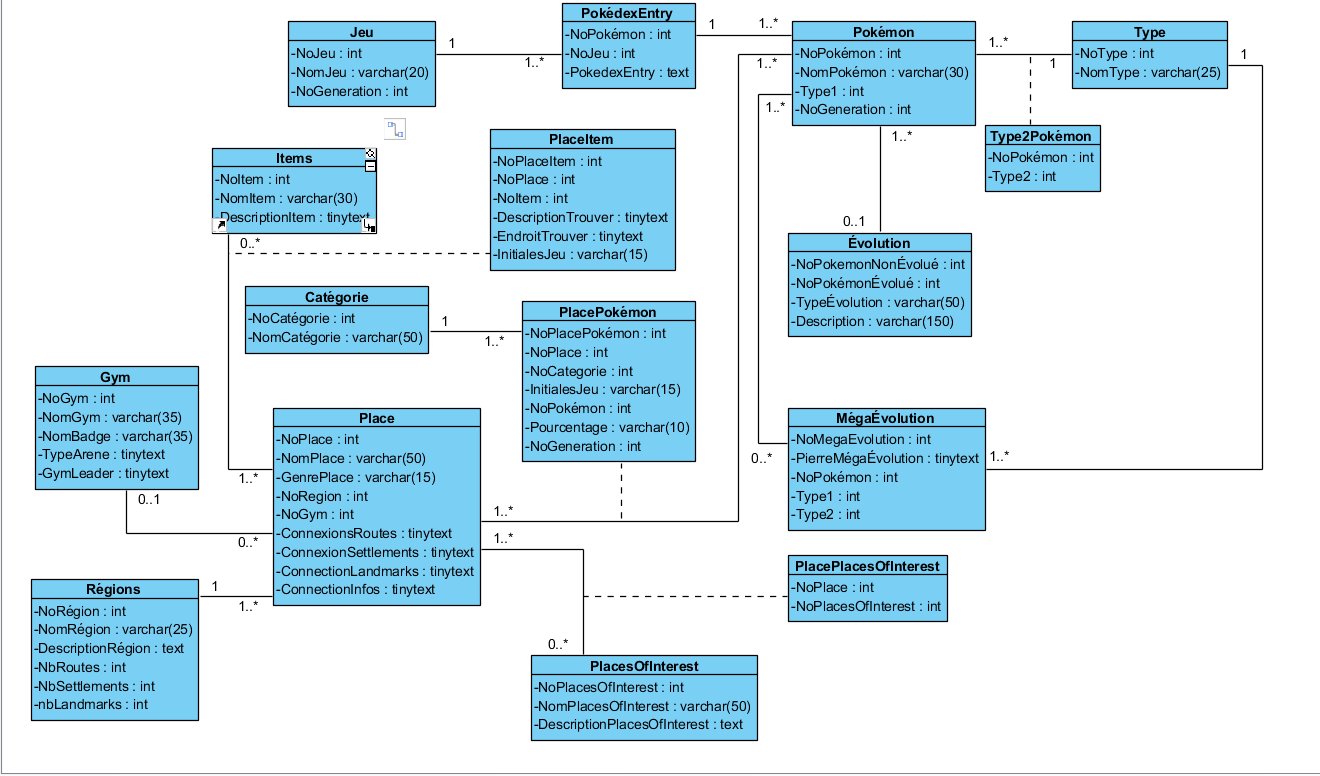 Jeu
-NoJeu : int
-NomJeu : varchar(20)
-NoGeneration : int
1
1..*
PokédexEntry
-NoPokémon : int
-NoJeu : int
-PokedexEntry : text
1
1..*
Pokémon
-NoPokémon : int
-NomPokémon : varchar(30)
-Type1 : int
-NoGeneration : int
1..*
1..*
1..*
1..*
1
Type
-NoType : int
-NomType : varchar(25)
1
Type2Pokémon
-NoPokémon : int
-Type2 : int
Items
-NoItem : int
-NomItem : varchar(30)
-DescriptionItem : tinytext
0..*
PlaceItem
-NoPlaceItem : int
-NoPlace : int
-NoItem : int
-DescriptionTrouver : tinytext
-EndroitTrouver : tinytext
-InitialesJeu : varchar(15)
0..1
Évolution
-NoPokemonNonÉvolué : int
-NoPokémonÉvolué : int
-TypeÉvolution : varchar(50)
-Description : varchar(150)
Catégorie
-NoCatégorie : int
-NomCatégorie : varchar(50)
1
1..*
PlacePokémon
-NoPlacePokémon : int
-NoPlace : int
-NoCategorie : int
-InitialesJeu : varchar(15)
-NoPokémon : int
-Pourcentage : varchar(10)
-NoGeneration : int
Gym
-NoGym : int
-NomGym : varchar(35)
-NomBadge : varchar(35)
-TypeArene : tinytext
-GymLeader : tinytext
0..1
0..*
1..*
Place
-NoPlace : int
-NomPlace : varchar(50)
-GenrePlace : varchar(15)
-NoRegion : int
-NoGym : int
-ConnexionsRoutes : tinytext
-ConnexionSettlements : tinytext
-ConnectionLandmarks : tinytext
-ConnectionInfos : tinytext
1..*
1..*
0..*
MégaÉvolution
-NoMegaEvolution : int
-PierreMégaÉvolution : tinytext
-NoPokémon : int
-Type1 : int
-Type2 : int
1..*
Régions
-NoRégion : int
-NomRégion : varchar(25)
-DescriptionRégion : text
-NbRoutes : int
-NbSettlements : int
-nbLandmarks : int
1
1..*
PlacePlacesOfInterest
-NoPlace : int
-NoPlacesOfInterest : int
0..*
PlacesOfInterest
-NoPlacesOfInterest : int
-NomPlacesOfInterest : varchar(50)
-DescriptionPlacesOfInterest : text